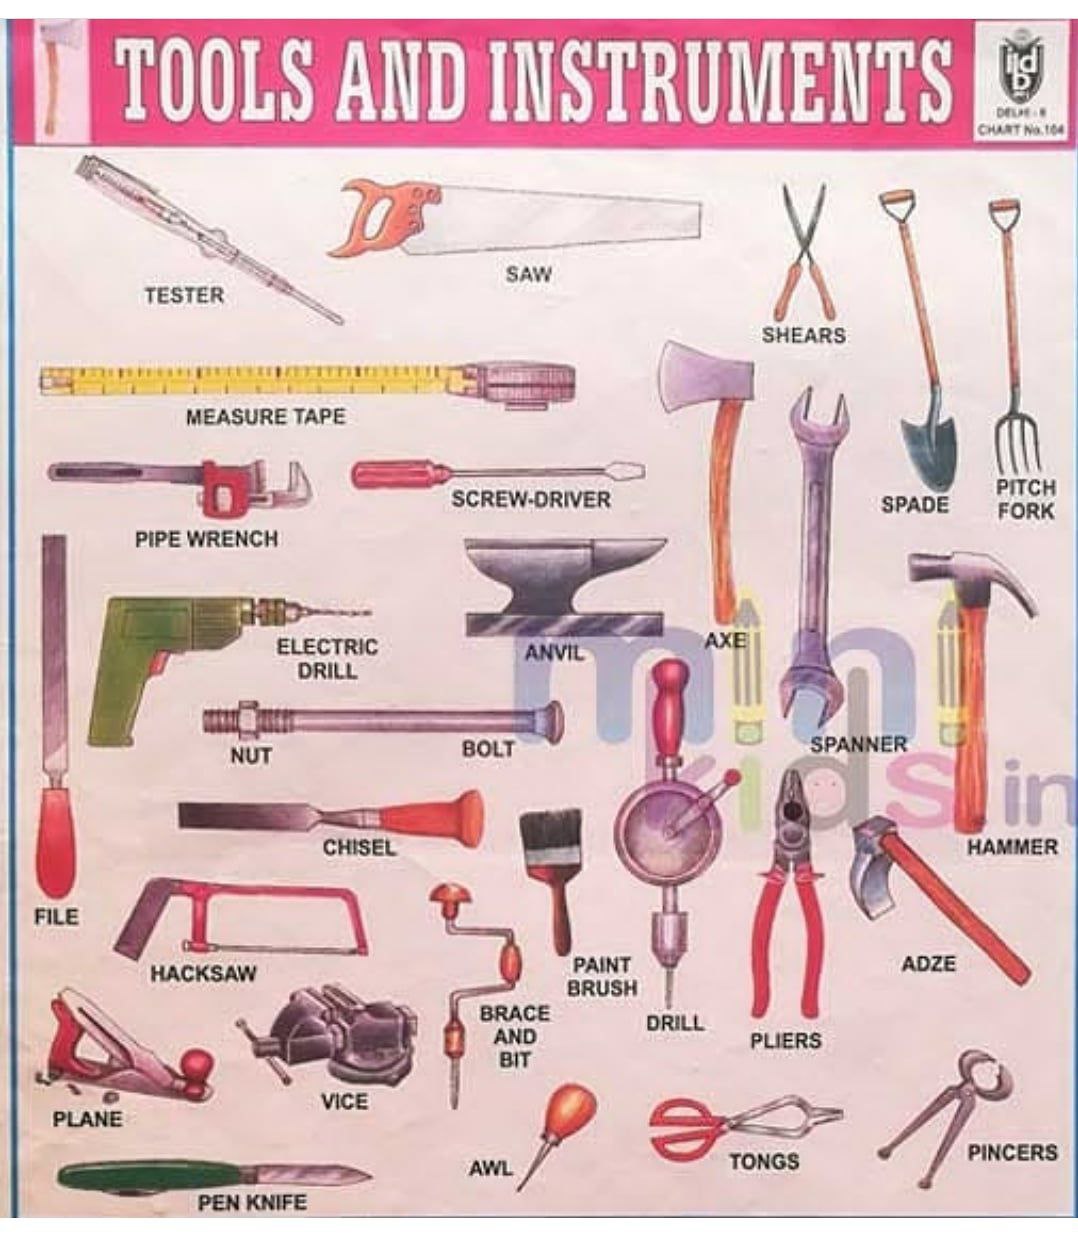 TOOLS AND INSTRUMENTS
DELHI - 6
CHART No.104
TESTER
SAW
SHEARS
MEASURE TAPE
SPADE
PITCH
FORK
PIPE WRENCH
SCREW-DRIVER
ELECTRIC
DRILL
ANVIL
AXE
NUT
BOLT
SPANNER
CHISEL
HAMMER
FILE
HACKSAW
PAINT
BRUSH
ADZE
BRACE
AND
BIT
DRILL
PLIERS
PLANE
VICE
AWL
TONGS
PINCERS
PEN KNIFE
mini
kids.in